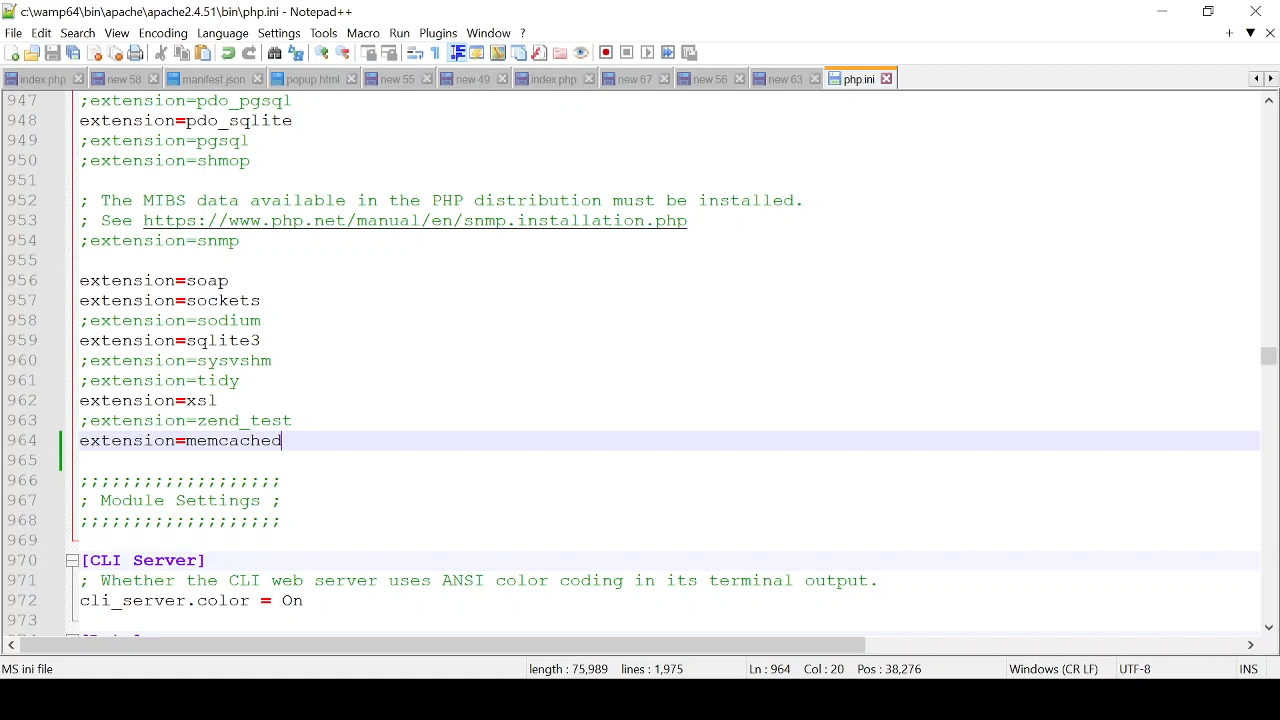 c:\wamp64\bin\apache\apache2.4.51\bin\php.ini - Notepad++
File Edit Search View Encoding Language Settings Tools Macro Run Plugins Window ?
index php new 58 manifest json popup html new 55 new 49 index php new 67 new 56 new 63 php.ini
947 ;extension=pdo_pgsql
948 extension=pdo_sqlite
949 ;extension=pgsql
950 ;extension=shmop
951
952 ; The MIBS data available in the PHP distribution must be installed.
953 ; See https://www.php.net/manual/en/snmp.installation.php
954 ;extension=snmp
955
956 extension=soap
957 extension=sockets
958 ;extension=sodium
959 extension=sqlite3
960 ;extension=sysvshm
961 ;extension=tidy
962 extension=xsl
963 ;extension=zend_test
964 extension=memcached
965
966 ;;;;;;;;;;;;;;;;;;;
967 ; Module Settings ;
968 ;;;;;;;;;;;;;;;;;;;
969
970 [CLI Server]
971 ; Whether the CLI web server uses ANSI color coding in its terminal output.
972 cli_server.color = On
973
MS ini file length : 75,989 lines : 1,975 Ln : 964 Col : 20 Pos : 38,276 Windows (CR LF) UTF-8 INS